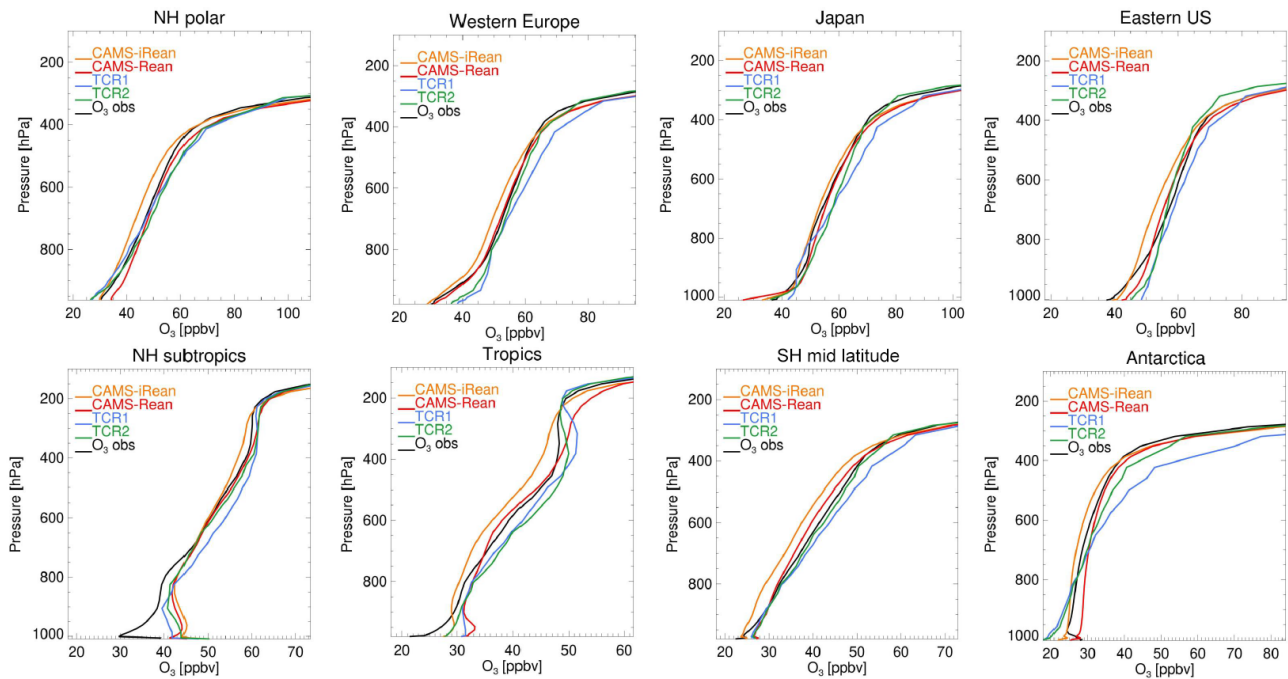 NH polar
200
400
600
800
Pressure [hPa]
CAMS-iRean
CAMS-Rean
TCR1
TCR2
O₃ obs
20 40 60 80 100
O₃ [ppbv]
Western Europe
200
400
600
800
Pressure [hPa]
CAMS-iRean
CAMS-Rean
TCR1
TCR2
O₃ obs
20 40 60 80
O₃ [ppbv]
Japan
200
400
600
800
1000
Pressure [hPa]
CAMS-iRean
CAMS-Rean
TCR1
TCR2
O₃ obs
20 30 40 50 60 70 80 90 100
O₃ [ppbv]
Eastern US
200
400
600
800
1000
Pressure [hPa]
CAMS-iRean
CAMS-Rean
TCR1
TCR2
O₃ obs
20 40 60 80
O₃ [ppbv]
NH subtropics
200
400
600
800
1000
Pressure [hPa]
CAMS-iRean
CAMS-Rean
TCR1
TCR2
O₃ obs
20 30 40 50 60 70
O₃ [ppbv]
Tropics
200
400
600
800
Pressure [hPa]
CAMS-iRean
CAMS-Rean
TCR1
TCR2
O₃ obs
20 30 40 50 60
O₃ [ppbv]
SH mid latitude
200
400
600
800
Pressure [hPa]
CAMS-iRean
CAMS-Rean
TCR1
TCR2
O₃ obs
20 30 40 50 60 70
O₃ [ppbv]
Antarctica
200
400
600
800
1000
Pressure [hPa]
CAMS-iRean
CAMS-Rean
TCR1
TCR2
O₃ obs
20 30 40 50 60 70 80
O₃ [ppbv]